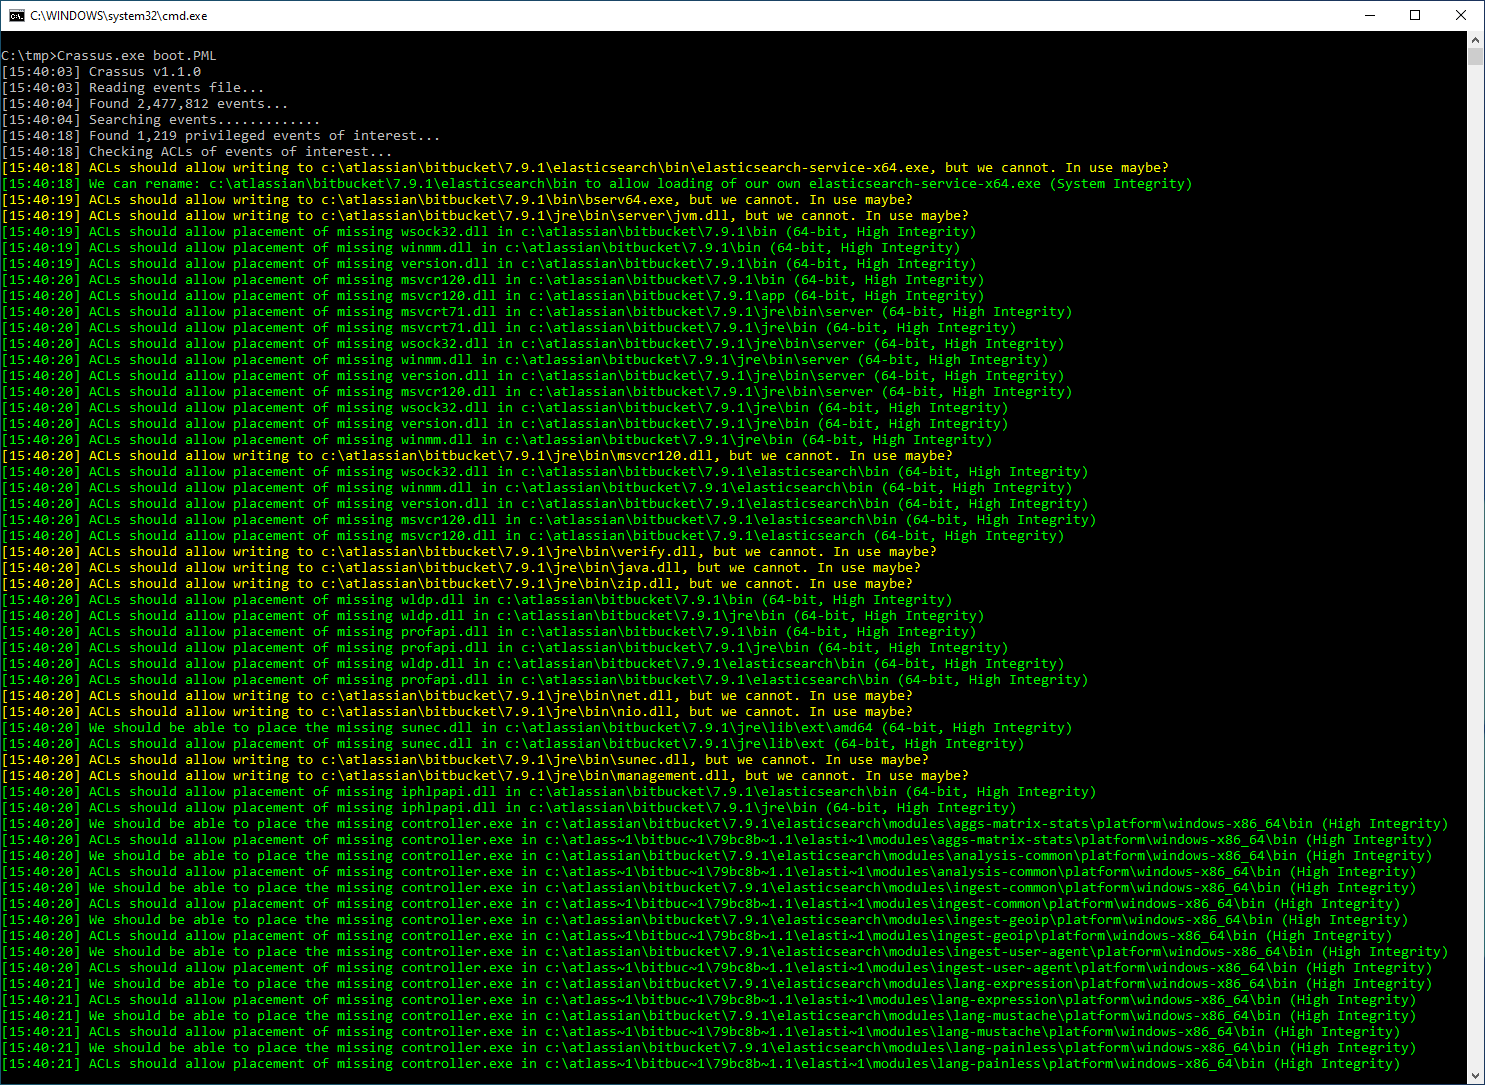 C:\WINDOWS\system32\cmd.exe
C:\tmp>Crassus.exe boot.PML
[15:40:03] Crassus v1.1.0
[15:40:03] Reading events file...
[15:40:04] Found 2,477,812 events...
[15:40:04] Searching events.............
[15:40:18] Found 1,219 privileged events of interest...
[15:40:18] Checking ACLs of events of interest...
[15:40:18] ACLs should allow writing to c:\atlassian\bitbucket\7.9.1\elasticsearch\bin\elasticsearch-service-x64.exe, but we cannot. In use maybe?
[15:40:18] We can rename: c:\atlassian\bitbucket\7.9.1\elasticsearch\bin to allow loading of our own elasticsearch-service-x64.exe (System Integrity)
[15:40:19] ACLs should allow writing to c:\atlassian\bitbucket\7.9.1\bin\bserv64.exe, but we cannot. In use maybe?
[15:40:19] ACLs should allow writing to c:\atlassian\bitbucket\7.9.1\jre\bin\server\jvm.dll, but we cannot. In use maybe?
[15:40:19] ACLs should allow placement of missing wsock32.dll in c:\atlassian\bitbucket\7.9.1\bin (64-bit, High Integrity)
[15:40:19] ACLs should allow placement of missing winmm.dll in c:\atlassian\bitbucket\7.9.1\bin (64-bit, High Integrity)
[15:40:19] ACLs should allow placement of missing version.dll in c:\atlassian\bitbucket\7.9.1\bin (64-bit, High Integrity)
[15:40:20] ACLs should allow placement of missing msvcr120.dll in c:\atlassian\bitbucket\7.9.1\bin (64-bit, High Integrity)
[15:40:20] ACLs should allow placement of missing msvcr120.dll in c:\atlassian\bitbucket\7.9.1\app (64-bit, High Integrity)
[15:40:20] ACLs should allow placement of missing msvcrt71.dll in c:\atlassian\bitbucket\7.9.1\jre\bin\server (64-bit, High Integrity)
[15:40:20] ACLs should allow placement of missing msvcrt71.dll in c:\atlassian\bitbucket\7.9.1\jre\bin (64-bit, High Integrity)
[15:40:20] ACLs should allow placement of missing wsock32.dll in c:\atlassian\bitbucket\7.9.1\jre\bin\server (64-bit, High Integrity)
[15:40:20] ACLs should allow placement of missing winmm.dll in c:\atlassian\bitbucket\7.9.1\jre\bin\server (64-bit, High Integrity)
[15:40:20] ACLs should allow placement of missing version.dll in c:\atlassian\bitbucket\7.9.1\jre\bin\server (64-bit, High Integrity)
[15:40:20] ACLs should allow placement of missing msvcr120.dll in c:\atlassian\bitbucket\7.9.1\jre\bin\server (64-bit, High Integrity)
[15:40:20] ACLs should allow placement of missing wsock32.dll in c:\atlassian\bitbucket\7.9.1\jre\bin (64-bit, High Integrity)
[15:40:20] ACLs should allow placement of missing version.dll in c:\atlassian\bitbucket\7.9.1\jre\bin (64-bit, High Integrity)
[15:40:20] ACLs should allow placement of missing winmm.dll in c:\atlassian\bitbucket\7.9.1\jre\bin (64-bit, High Integrity)
[15:40:20] ACLs should allow writing to c:\atlassian\bitbucket\7.9.1\jre\bin\msvcr120.dll, but we cannot. In use maybe?
[15:40:20] ACLs should allow placement of missing wsock32.dll in c:\atlassian\bitbucket\7.9.1\elasticsearch\bin (64-bit, High Integrity)
[15:40:20] ACLs should allow placement of missing winmm.dll in c:\atlassian\bitbucket\7.9.1\elasticsearch\bin (64-bit, High Integrity)
[15:40:20] ACLs should allow placement of missing version.dll in c:\atlassian\bitbucket\7.9.1\elasticsearch\bin (64-bit, High Integrity)
[15:40:20] ACLs should allow placement of missing msvcr120.dll in c:\atlassian\bitbucket\7.9.1\elasticsearch\bin (64-bit, High Integrity)
[15:40:20] ACLs should allow placement of missing msvcr120.dll in c:\atlassian\bitbucket\7.9.1\elasticsearch (64-bit, High Integrity)
[15:40:20] ACLs should allow writing to c:\atlassian\bitbucket\7.9.1\jre\bin\verify.dll, but we cannot. In use maybe?
[15:40:20] ACLs should allow writing to c:\atlassian\bitbucket\7.9.1\jre\bin\java.dll, but we cannot. In use maybe?
[15:40:20] ACLs should allow writing to c:\atlassian\bitbucket\7.9.1\jre\bin\zip.dll, but we cannot. In use maybe?
[15:40:20] ACLs should allow placement of missing wldp.dll in c:\atlassian\bitbucket\7.9.1\bin (64-bit, High Integrity)
[15:40:20] ACLs should allow placement of missing wldp.dll in c:\atlassian\bitbucket\7.9.1\jre\bin (64-bit, High Integrity)
[15:40:20] ACLs should allow placement of missing profapi.dll in c:\atlassian\bitbucket\7.9.1\bin (64-bit, High Integrity)
[15:40:20] ACLs should allow placement of missing profapi.dll in c:\atlassian\bitbucket\7.9.1\jre\bin (64-bit, High Integrity)
[15:40:20] ACLs should allow placement of missing wldp.dll in c:\atlassian\bitbucket\7.9.1\elasticsearch\bin (64-bit, High Integrity)
[15:40:20] ACLs should allow placement of missing profapi.dll in c:\atlassian\bitbucket\7.9.1\elasticsearch\bin (64-bit, High Integrity)
[15:40:20] ACLs should allow writing to c:\atlassian\bitbucket\7.9.1\jre\bin\net.dll, but we cannot. In use maybe?
[15:40:20] ACLs should allow writing to c:\atlassian\bitbucket\7.9.1\jre\bin\nio.dll, but we cannot. In use maybe?
[15:40:20] We should be able to place the missing sunec.dll in c:\atlassian\bitbucket\7.9.1\jre\lib\ext\amd64 (64-bit, High Integrity)
[15:40:20] ACLs should allow placement of missing sunec.dll in c:\atlassian\bitbucket\7.9.1\jre\lib\ext (64-bit, High Integrity)
[15:40:20] ACLs should allow writing to c:\atlassian\bitbucket\7.9.1\jre\bin\sunec.dll, but we cannot. In use maybe?
[15:40:20] ACLs should allow writing to c:\atlassian\bitbucket\7.9.1\jre\bin\management.dll, but we cannot. In use maybe?
[15:40:20] ACLs should allow placement of missing iphlpapi.dll in c:\atlassian\bitbucket\7.9.1\elasticsearch\bin (64-bit, High Integrity)
[15:40:20] ACLs should allow placement of missing iphlpapi.dll in c:\atlassian\bitbucket\7.9.1\jre\bin (64-bit, High Integrity)
[15:40:20] We should be able to place the missing controller.exe in c:\atlassian\bitbucket\7.9.1\elasticsearch\modules\aggs-matrix-stats\platform\windows-x86_64\bin (High Integrity)
[15:40:20] ACLs should allow placement of missing controller.exe in c:\atlass~1\bitbuc~1\79bc8b~1.1\elasti~1\modules\aggs-matrix-stats\platform\windows-x86_64\bin (High Integrity)
[15:40:20] We should be able to place the missing controller.exe in c:\atlassian\bitbucket\7.9.1\elasticsearch\modules\analysis-common\platform\windows-x86_64\bin (High Integrity)
[15:40:20] ACLs should allow placement of missing controller.exe in c:\atlass~1\bitbuc~1\79bc8b~1.1\elasti~1\modules\analysis-common\platform\windows-x86_64\bin (High Integrity)
[15:40:20] We should be able to place the missing controller.exe in c:\atlassian\bitbucket\7.9.1\elasticsearch\modules\ingest-common\platform\windows-x86_64\bin (High Integrity)
[15:40:20] ACLs should allow placement of missing controller.exe in c:\atlass~1\bitbuc~1\79bc8b~1.1\elasti~1\modules\ingest-common\platform\windows-x86_64\bin (High Integrity)
[15:40:20] We should be able to place the missing controller.exe in c:\atlassian\bitbucket\7.9.1\elasticsearch\modules\ingest-geoip\platform\windows-x86_64\bin (High Integrity)
[15:40:20] ACLs should allow placement of missing controller.exe in c:\atlass~1\bitbuc~1\79bc8b~1.1\elasti~1\modules\ingest-geoip\platform\windows-x86_64\bin (High Integrity)
[15:40:20] We should be able to place the missing controller.exe in c:\atlassian\bitbucket\7.9.1\elasticsearch\modules\ingest-user-agent\platform\windows-x86_64\bin (High Integrity)
[15:40:20] ACLs should allow placement of missing controller.exe in c:\atlass~1\bitbuc~1\79bc8b~1.1\elasti~1\modules\ingest-user-agent\platform\windows-x86_64\bin (High Integrity)
[15:40:21] We should be able to place the missing controller.exe in c:\atlassian\bitbucket\7.9.1\elasticsearch\modules\lang-expression\platform\windows-x86_64\bin (High Integrity)
[15:40:21] ACLs should allow placement of missing controller.exe in c:\atlass~1\bitbuc~1\79bc8b~1.1\elasti~1\modules\lang-expression\platform\windows-x86_64\bin (High Integrity)
[15:40:21] We should be able to place the missing controller.exe in c:\atlassian\bitbucket\7.9.1\elasticsearch\modules\lang-mustache\platform\windows-x86_64\bin (High Integrity)
[15:40:21] ACLs should allow placement of missing controller.exe in c:\atlass~1\bitbuc~1\79bc8b~1.1\elasti~1\modules\lang-mustache\platform\windows-x86_64\bin (High Integrity)
[15:40:21] We should be able to place the missing controller.exe in c:\atlassian\bitbucket\7.9.1\elasticsearch\modules\lang-painless\platform\windows-x86_64\bin (High Integrity)
[15:40:21] ACLs should allow placement of missing controller.exe in c:\atlass~1\bitbuc~1\79bc8b~1.1\elasti~1\modules\lang-painless\platform\windows-x86_64\bin (High Integrity)